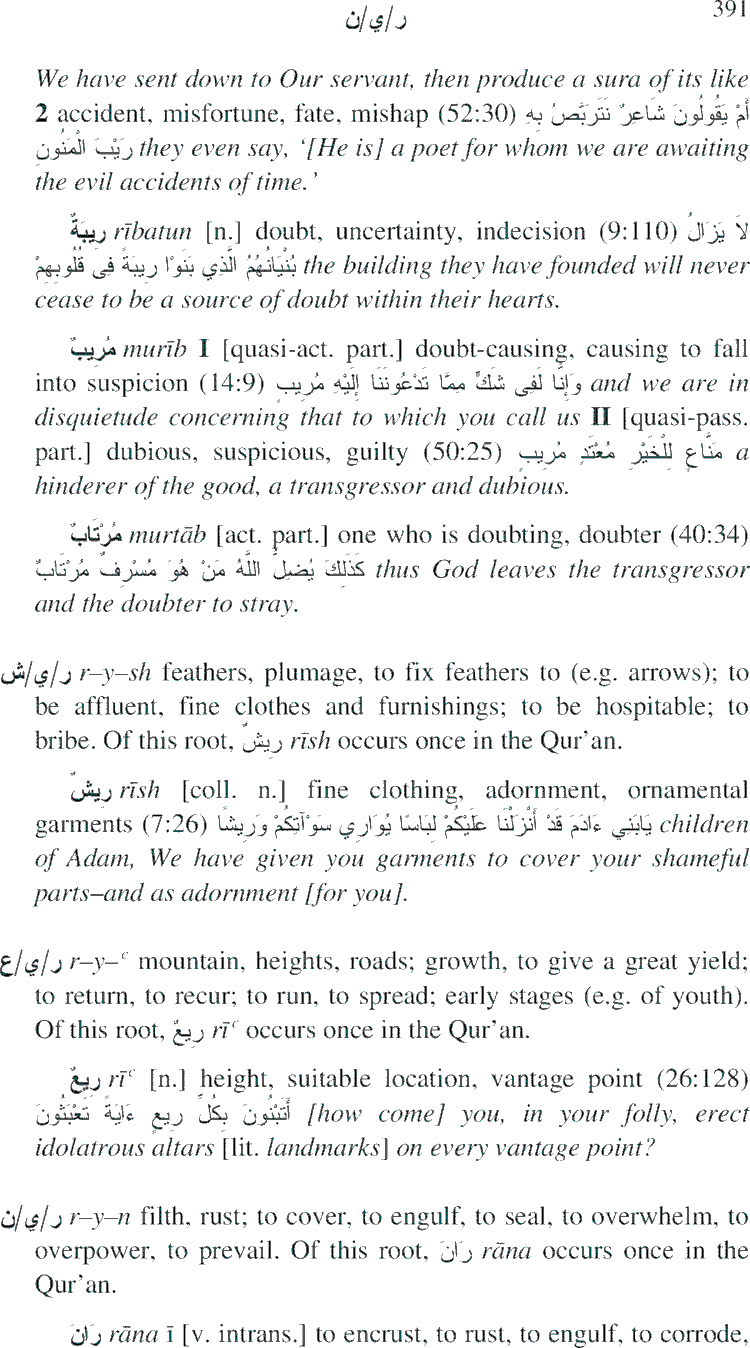 ر/ي/ن 391
We have sent down to Our servant, then produce a sura of its like
2 accident, misfortune, fate, mishap (52:30) أَمْ يَقُولُونَ شَاعِرٌ نَتَرَبَّصُ بِهِ
رَيْبَ الْمَنُونِ they even say, ‘[He is] a poet for whom we are awaiting
the evil accidents of time.’
رِيبَةٌ rībatun [n.] doubt, uncertainty, indecision (9:110) لاَ يَزَالُ
بُنْيَانُهُمُ الَّذِي بَنَوْا رِيبَةً فِى قُلُوبِهِمْ the building they have founded will never
cease to be a source of doubt within their hearts.
مُرِيبٌ murīb I [quasi-act. part.] doubt-causing, causing to fall
into suspicion (14:9) وَإِنَّا لَفِى شَكٍّ مِمَّا تَدْعُونَنَا إِلَيْهِ مُرِيبٍ and we are in
disquietude concerning that to which you call us II [quasi-pass.
part.] dubious, suspicious, guilty (50:25) مَنَّاعٍ لِلْخَيْرِ مُعْتَدٍ مُرِيبٍ a
hinderer of the good, a transgressor and dubious.
مُرْتَابٌ murtāb [act. part.] one who is doubting, doubter (40:34)
كَذَلِكَ يُضِلُّ اللَّهُ مَنْ هُوَ مُسْرِفٌ مُرْتَابٌ thus God leaves the transgressor
and the doubter to stray.
ر/ي/ش r–y–sh feathers, plumage, to fix feathers to (e.g. arrows); to
be affluent, fine clothes and furnishings; to be hospitable; to
bribe. Of this root, رِيشٌ rīsh occurs once in the Qur’an.
رِيشٌ rīsh [coll. n.] fine clothing, adornment, ornamental
garments (7:26) يَابَنِي ءَادَمَ قَدْ أَنْزَلْنَا عَلَيْكُمْ لِبَاسًا يُوَارِي سَوْآتِكُمْ وَرِيشًا children
of Adam, We have given you garments to cover your shameful
parts–and as adornment [for you].
ر/ي/ع r–y–ᶜ mountain, heights, roads; growth, to give a great yield;
to return, to recur; to run, to spread; early stages (e.g. of youth).
Of this root, رِيعٌ rīᶜ occurs once in the Qur’an.
رِيعٌ rīᶜ [n.] height, suitable location, vantage point (26:128)
أَتَبْنُونَ بِكُلِّ رِيعٍ ءَايَةً تَعْبَثُونَ [how come] you, in your folly, erect
idolatrous altars [lit. landmarks] on every vantage point?
ر/ي/ن r–y–n filth, rust; to cover, to engulf, to seal, to overwhelm, to
overpower, to prevail. Of this root, رَانَ rāna occurs once in the
Qur’an.
رَانَ rāna ī [v. intrans.] to encrust, to rust, to engulf, to corrode,